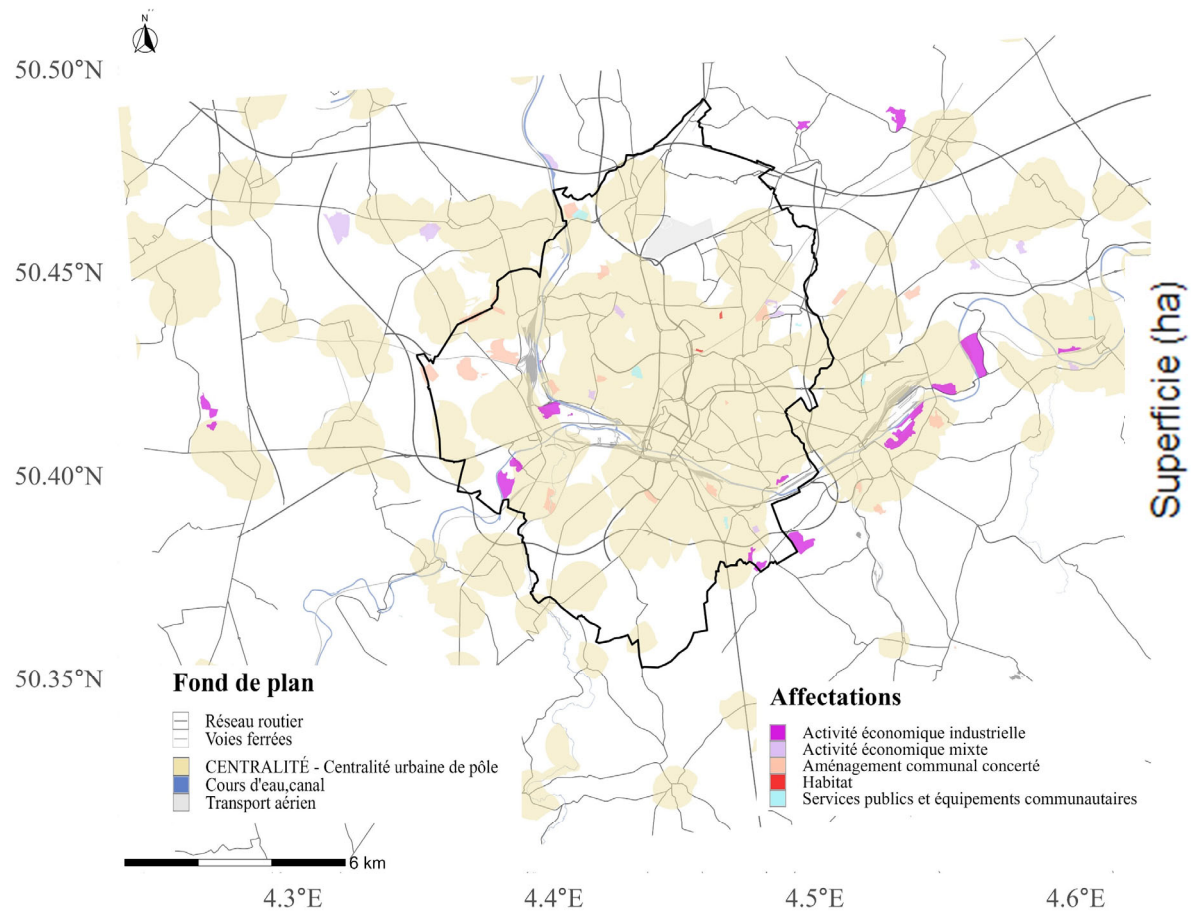 N
50.50°N
50.45°N
50.40°N
50.35°N
Superficie (ha)
Fond de plan
Réseau routier
Voies ferrées
CENTRALITÉ - Centralité urbaine de pôle
Cours d'eau,canal
Transport aérien
Affectations
Activité économique industrielle
Activité économique mixte
Aménagement communal concerté
Habitat
Services publics et équipements communautaires
6 km
4.3°E
4.4°E
4.5°E
4.6°E